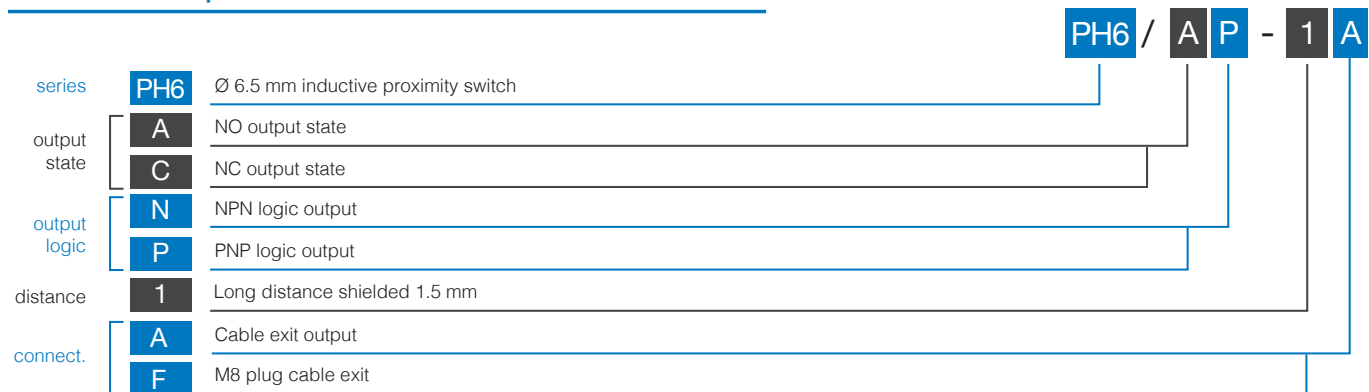 PH6 / A P - 1 A
series PH6 Ø 6.5 mm inductive proximity switch
output state
A NO output state
C NC output state
output logic
N NPN logic output
P PNP logic output
distance 1 Long distance shielded 1.5 mm
connect.
A Cable exit output
F M8 plug cable exit